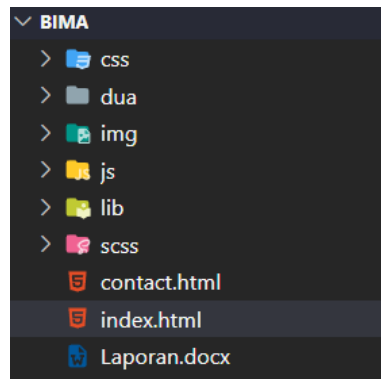 BIMA
css
dua
img
js
lib
scss
contact.html
index.html
Laporan.docx